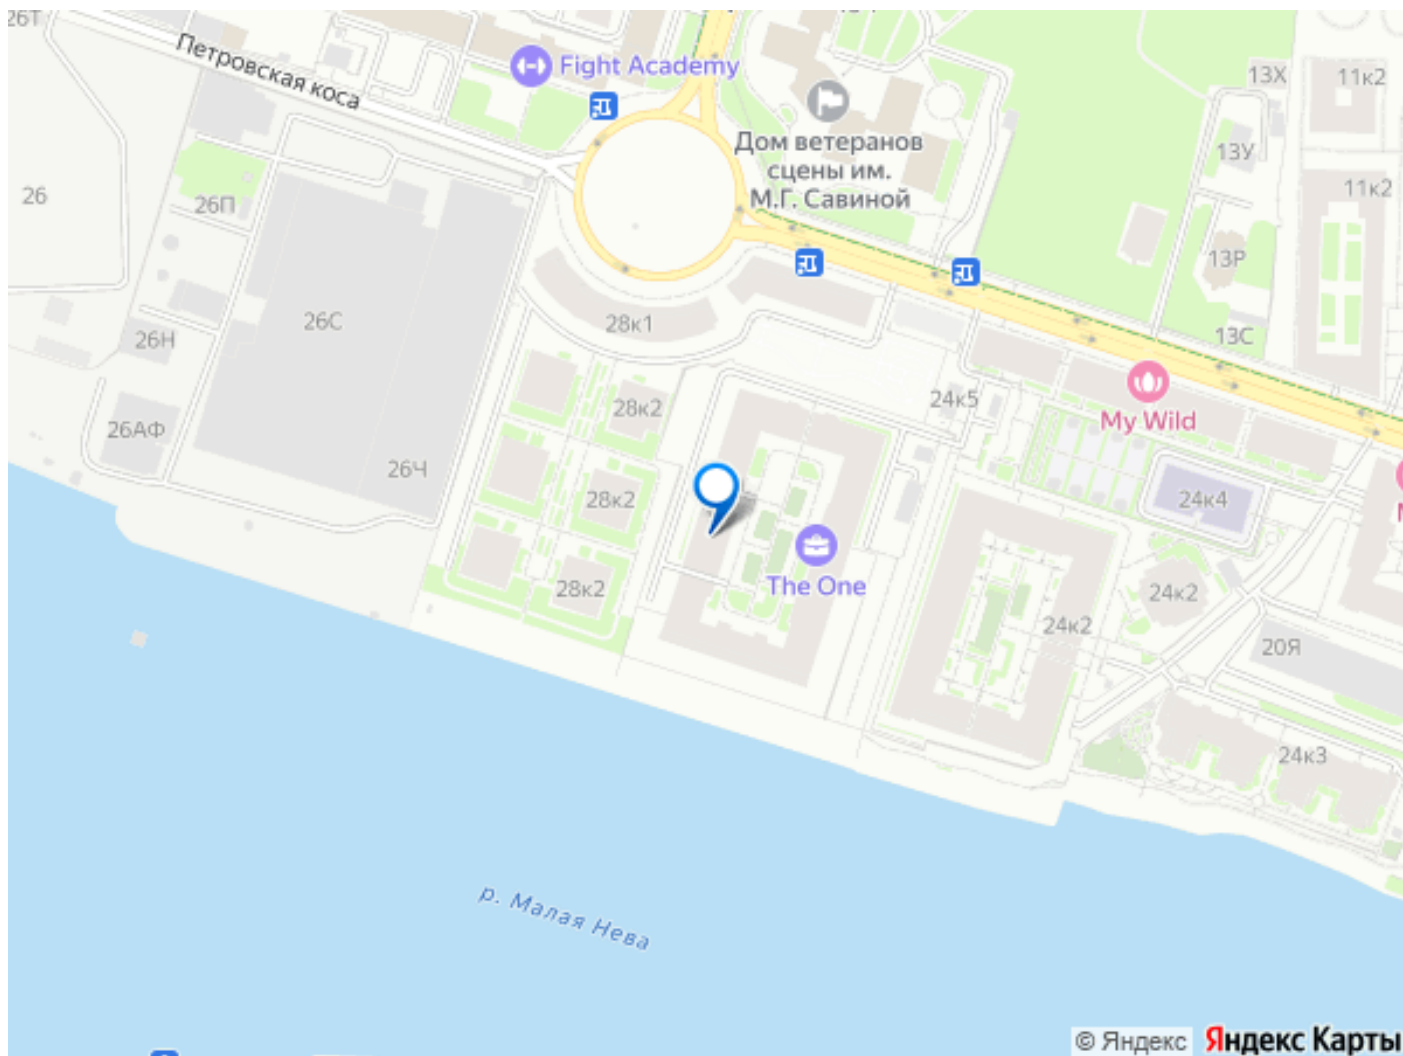 26Т
Петровская коса
Fight Academy
Дом ветеранов
сцены им.
М.Г. Савиной
13Х
11к2
13У
11к2
26
26П
13Р
26С
28к1
13С
26Н
24к5
My Wild
28к2
26АФ
26Ч
28к2
24к4
The One
28к2
24к2
24к2
20Я
24к3
р. Малая Нева
© Яндекс Яндекс Карты